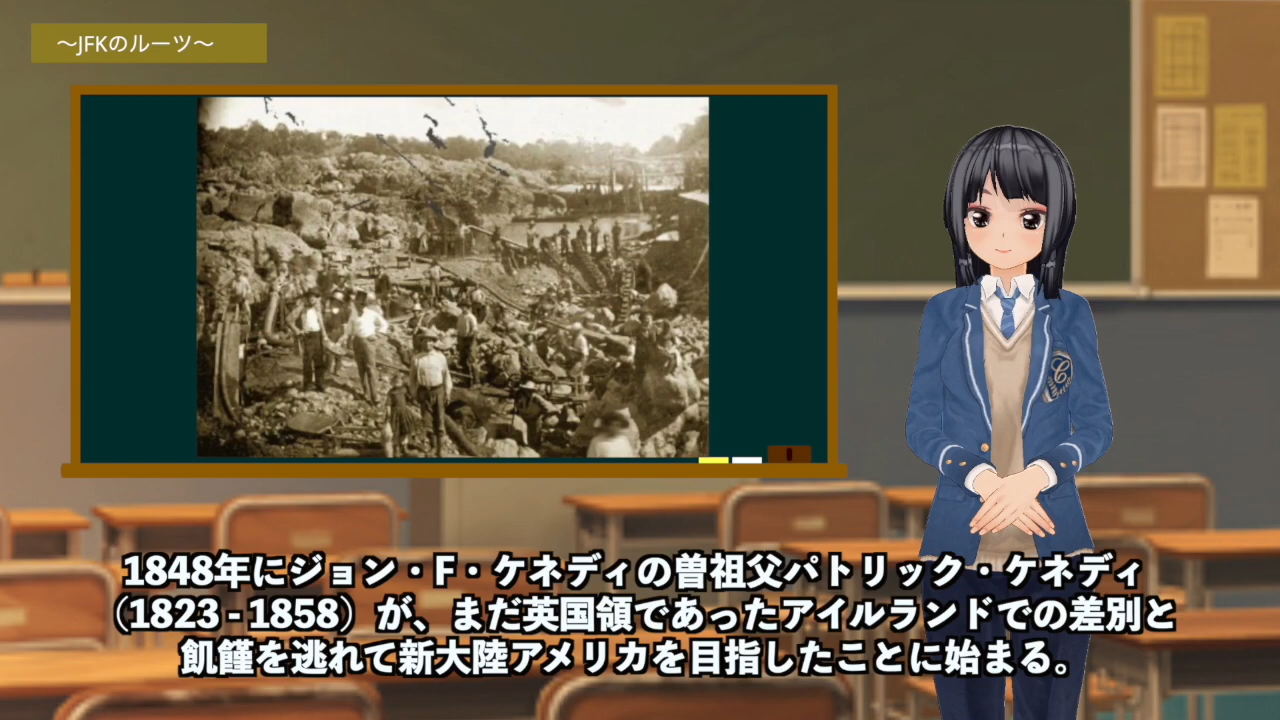 ～JFKのルーツ～
1848年にジョン・F・ケネディの曽祖父パトリック・ケネディ
（1823 - 1858）が、まだ英国領であったアイルランドでの差別と
飢饉を逃れて新大陸アメリカを目指したことに始まる。